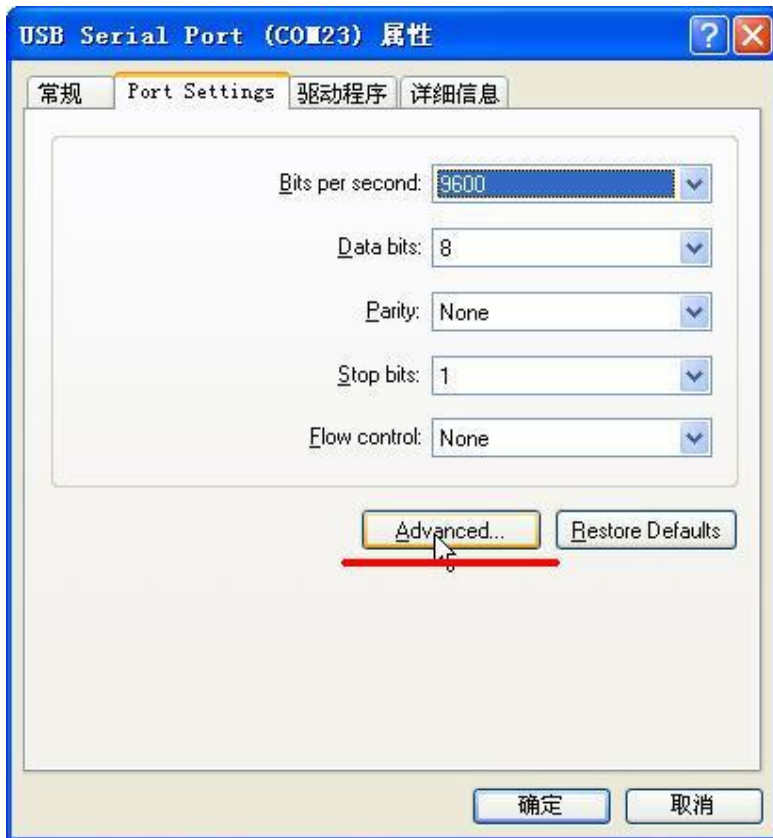 USB Serial Port (COM23) 属性
常规 Port Settings 驱动程序 详细信息
Bits per second: 9600
Data bits: 8
Parity: None
Stop bits: 1
Flow control: None
Advanced... Restore Defaults
确定 取消